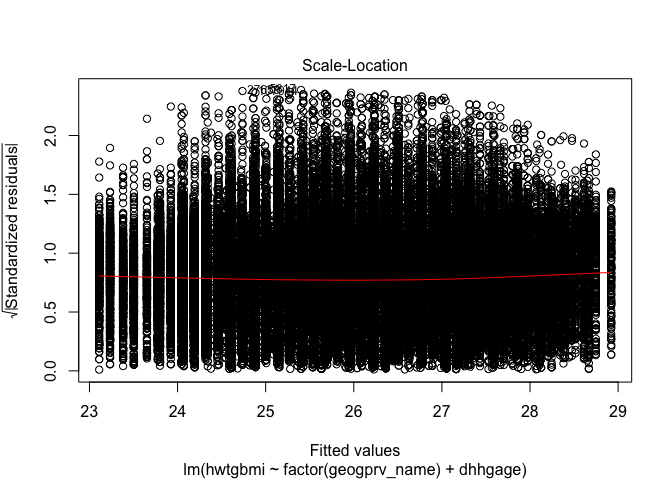 Scale-Location
√|Standardized residuals|
2.0
1.5
1.0
0.5
0.0
23 24 25 26 27 28 29
Fitted values
lm(hwtgbmi ~ factor(geogprv_name) + dhhgage)